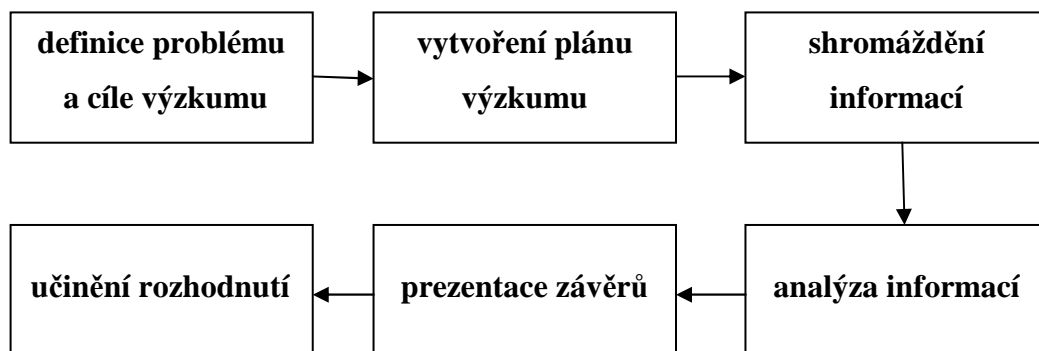 definice problému
a cíle výzkumu
vytvoření plánu
výzkumu
shromáždění
informací
analýza informací
prezentace závěrů
učinění rozhodnutí